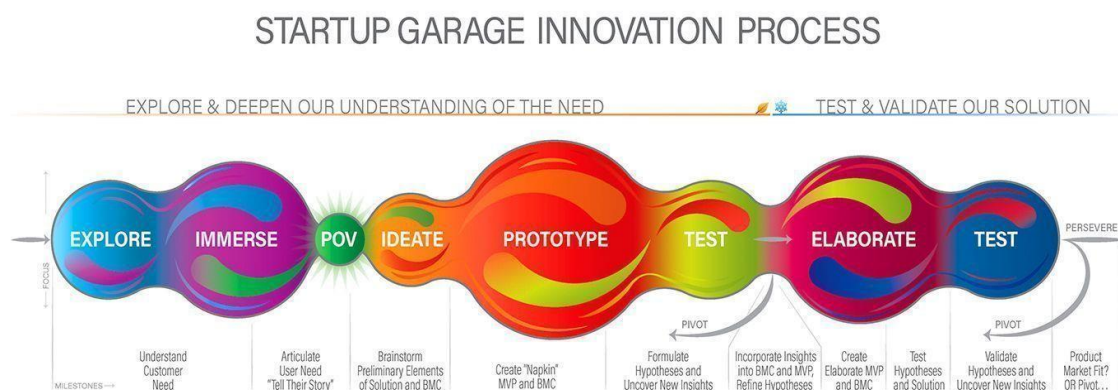 STARTUP GARAGE INNOVATION PROCESS
EXPLORE & DEEPEN OUR UNDERSTANDING OF THE NEED
TEST & VALIDATE OUR SOLUTION
EXPLORE
IMMERSE
POV
IDEATE
PROTOTYPE
TEST
ELABORATE
TEST
PERSEVERE
FOCUS
PIVOT
PIVOT
MILESTONES
Understand
Customer
Need
Articulate
User Need
"Tell Their Story"
Brainstorm
Preliminary Elements
of Solution and BMC
Create "Napkin"
MVP and BMC
Formulate
Hypotheses and
Uncover New Insights
Incorporate Insights
into BMC and MVP,
Refine Hypotheses
Create
Elaborate MVP
and BMC
Test
Hypotheses
and Solution
Validate
Hypotheses and
Uncover New Insights
Product
Market Fit?
OR Pivot...